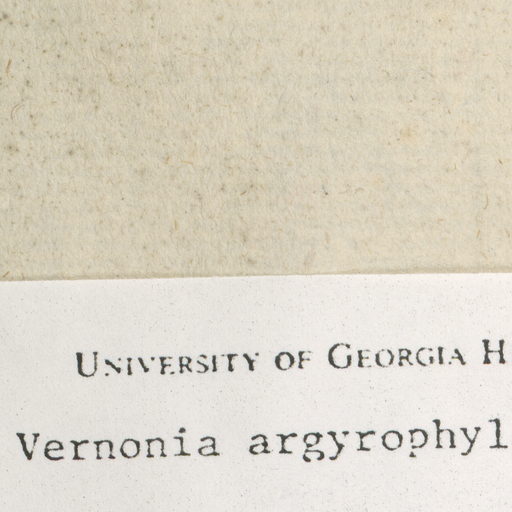 UNIVERSITY OF GEORGIA H
Vernonia argyrophyl